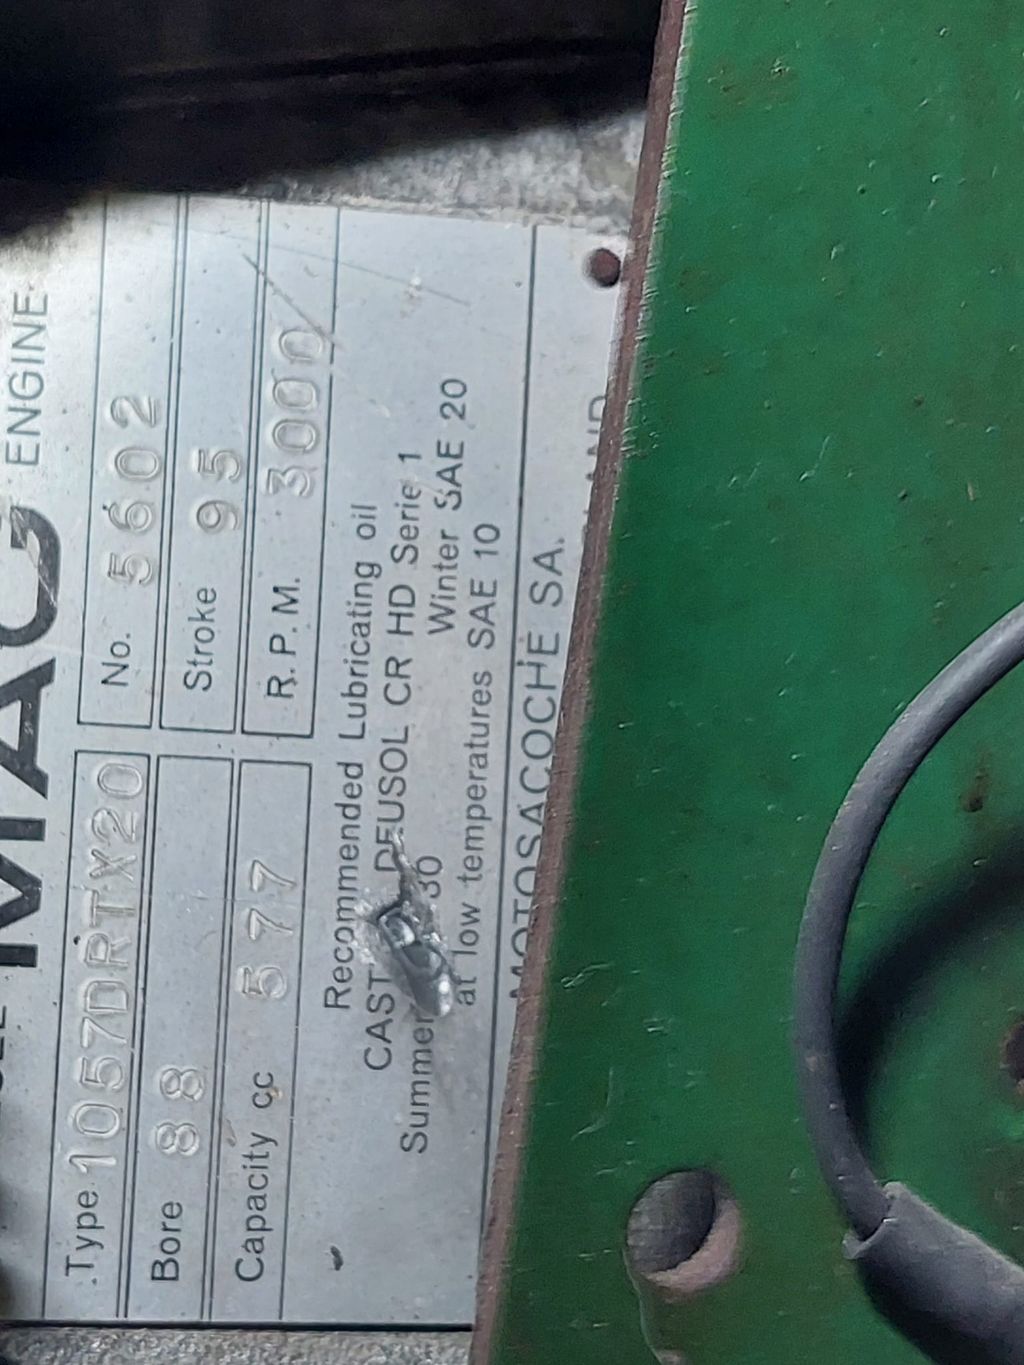 MAG ENGINE
Type 1057DRTX20 No. 5602
Bore 88 Stroke 95
Capacity cc 577 R.P.M. 3000
Recommended Lubricating oil
DEUSOL CR HD Serie 1
Summer 30 Winter SAE 20
at low temperatures SAE 10
MOTOSACOCHE SA.